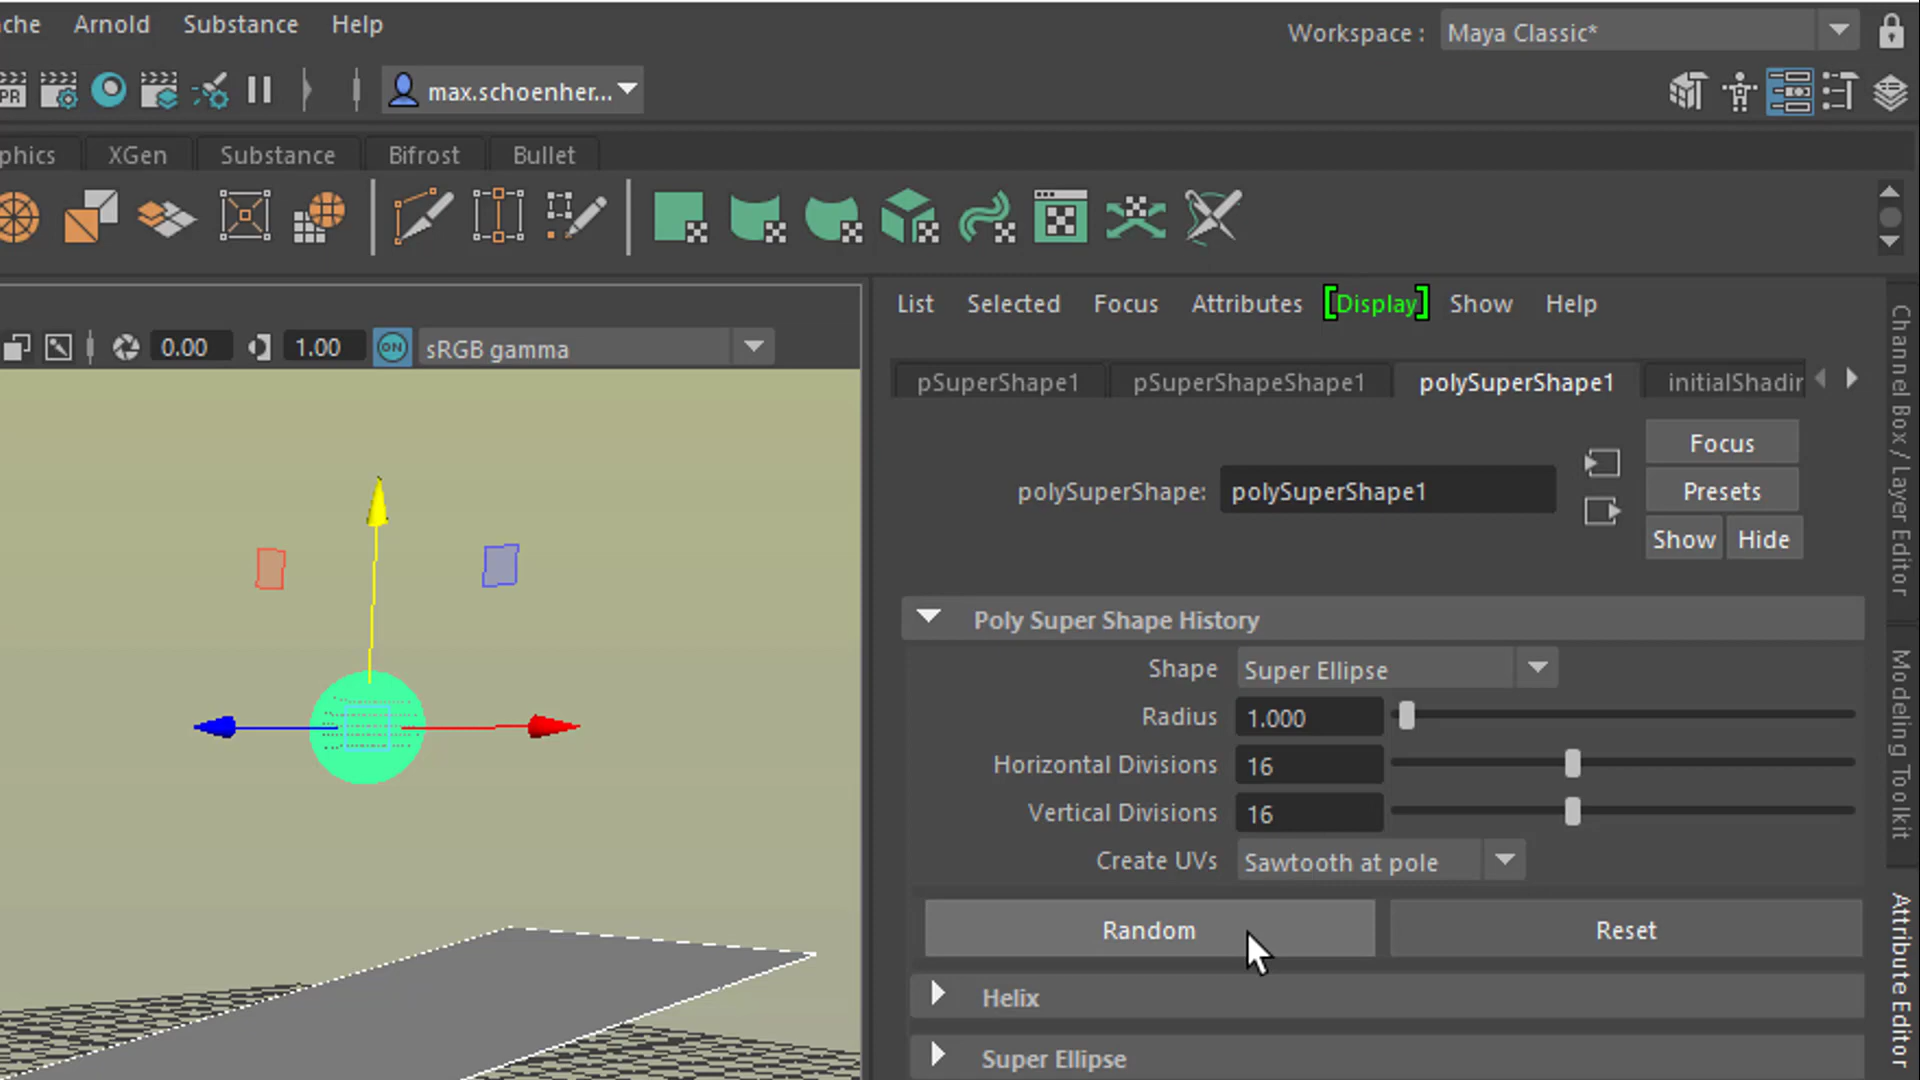 che Arnold Substance Help
Workspace : Maya Classic*
PR max.schoenher...
phics XGen Substance Bifrost Bullet
List Selected Focus Attributes [Display] Show Help
0.00 1.00 ON sRGB gamma
pSuperShape1 pSuperShapeShape1 polySuperShape1 initialShadir
polySuperShape: polySuperShape1
Focus
Presets
Show Hide
Poly Super Shape History
Shape Super Ellipse
Radius 1.000
Horizontal Divisions 16
Vertical Divisions 16
Create UVs Sawtooth at pole
Random Reset
Helix
Super Ellipse
Channel Box / Layer Editor
Modeling Toolkit
Attribute Editor